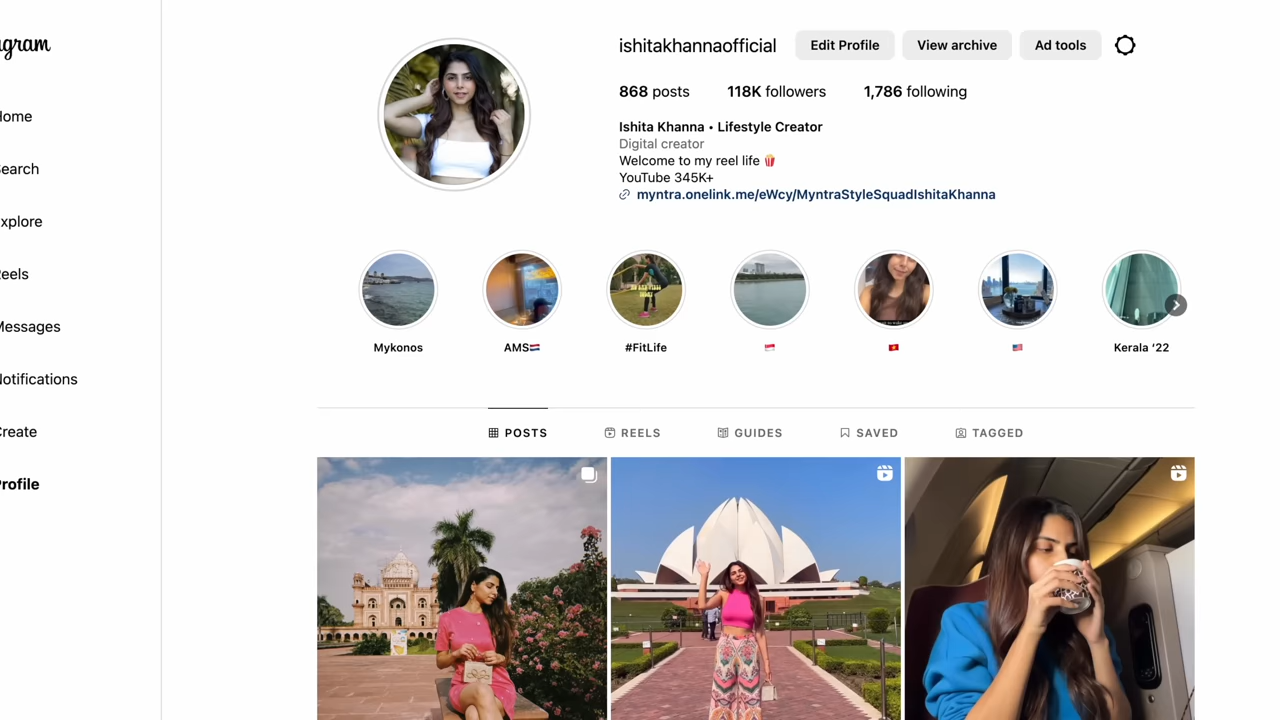 agram
ishitakhannaofficial Edit Profile View archive Ad tools
868 posts 118K followers 1,786 following
Ishita Khanna • Lifestyle Creator
Digital creator
Welcome to my reel life 🍿
YouTube 345K+
myntra.onelink.me/eWcy/MyntraStyleSquadIshitaKhanna
Home
Search
Explore
Reels
Messages
Notifications
Create
Profile
Mykonos AMS🇳🇱 #FitLife 🇸🇬 🇻🇳 🇺🇸 Kerala ‘22
POSTS REELS GUIDES SAVED TAGGED